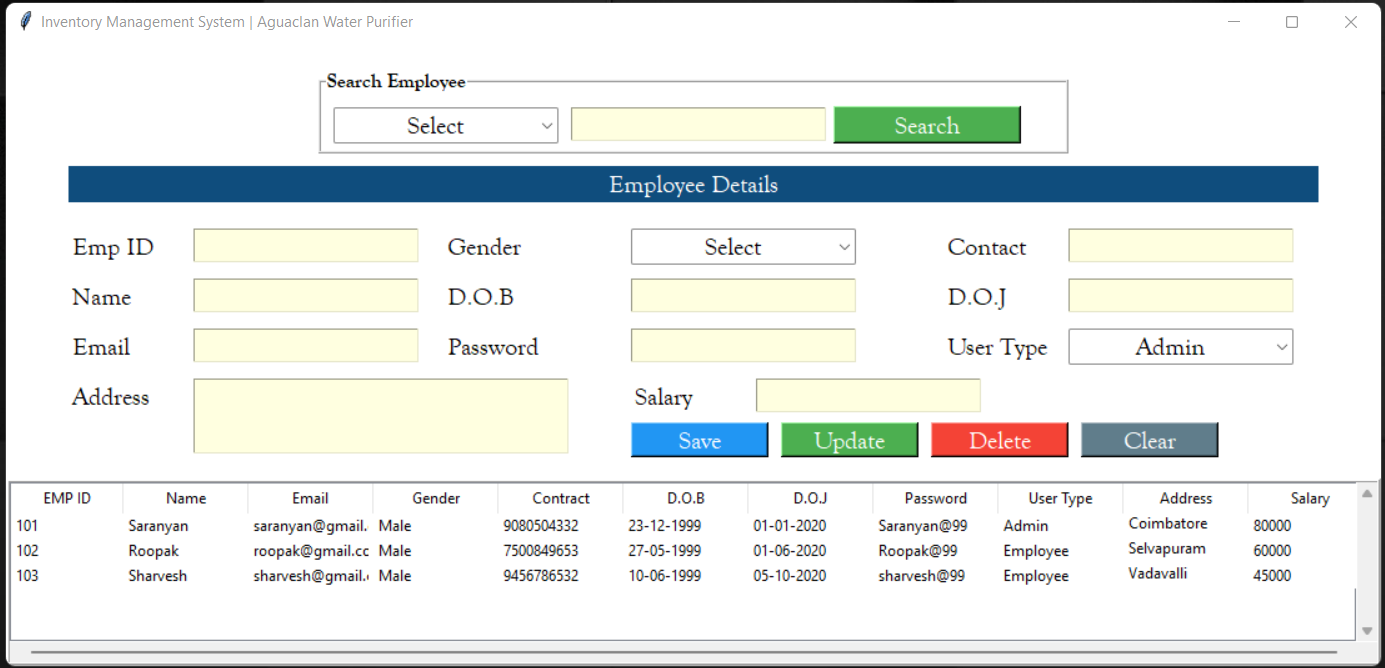 Inventory Management System | Aguaclan Water Purifier
Search Employee
Select Search
Employee Details
Emp ID Gender Select Contact
Name D.O.B D.O.J
Email Password User Type Admin
Address Salary
Save Update Delete Clear
EMP ID Name Email Gender Contract D.O.B D.O.J Password User Type Address Salary
101 Saranyan saranyan@gmail. Male 9080504332 23-12-1999 01-01-2020 Saranyan@99 Admin Coimbatore 80000
102 Roopak roopak@gmail.cc Male 7500849653 27-05-1999 01-06-2020 Roopak@99 Employee Selvapuram 60000
103 Sharvesh sharvesh@gmail. Male 9456786532 10-06-1999 05-10-2020 sharvesh@99 Employee Vadavalli 45000